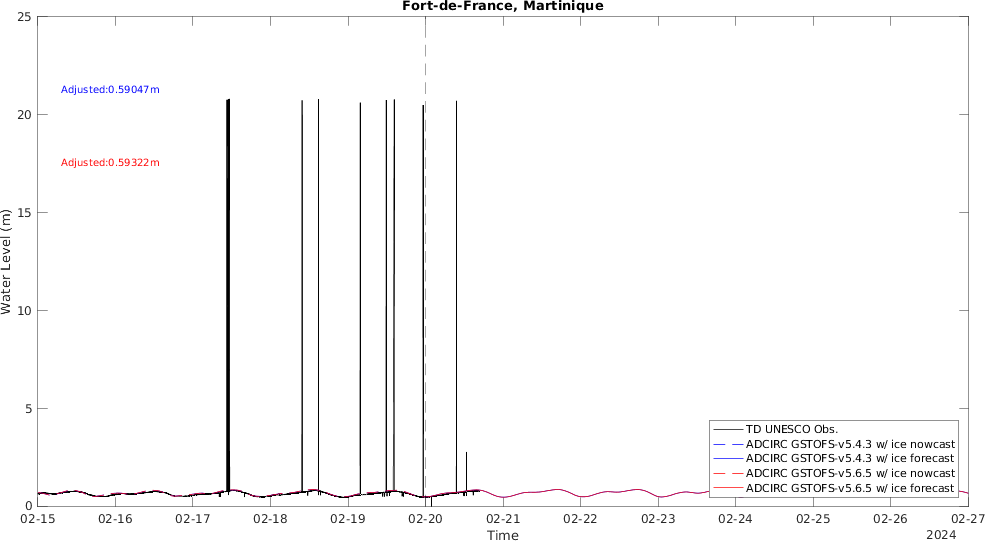 Fort-de-France, Martinique
25
Adjusted:0.59047m
20
Adjusted:0.59322m
15
Water Level (m)
10
5
TD UNESCO Obs.
ADCIRC GSTOFS-v5.4.3 w/ ice nowcast
ADCIRC GSTOFS-v5.4.3 w/ ice forecast
ADCIRC GSTOFS-v5.6.5 w/ ice nowcast
ADCIRC GSTOFS-v5.6.5 w/ ice forecast
0
02-15 02-16 02-17 02-18 02-19 02-20 02-21 02-22 02-23 02-24 02-25 02-26 02-27
Time
2024